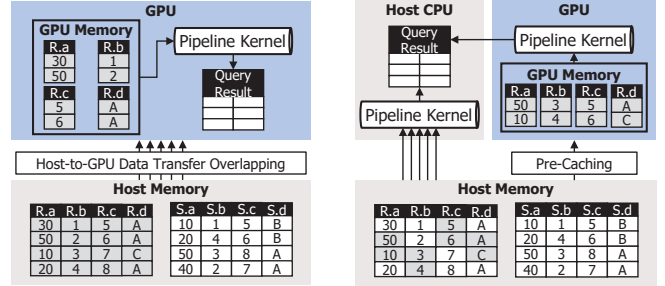 GPU
GPU Memory
R.a R.b
30 1
50 2
R.c R.d
5 A
6 A
Pipeline Kernel
Query
Result
Host-to-GPU Data Transfer Overlapping
Host Memory
R.a R.b R.c R.d
30 1 5 A
50 2 6 A
10 3 7 C
20 4 8 A
S.a S.b S.c S.d
10 1 5 B
20 4 6 B
50 3 8 A
40 2 7 A
Host CPU
Query
Result
Pipeline Kernel
GPU
Pipeline Kernel
GPU Memory
R.a R.b R.c R.d
50 3 5 A
10 4 6 C
Pre-Caching
Host Memory
R.a R.b R.c R.d
30 1 5 A
50 2 6 A
10 3 7 C
20 4 8 A
S.a S.b S.c S.d
10 1 5 B
20 4 6 B
50 3 8 A
40 2 7 A